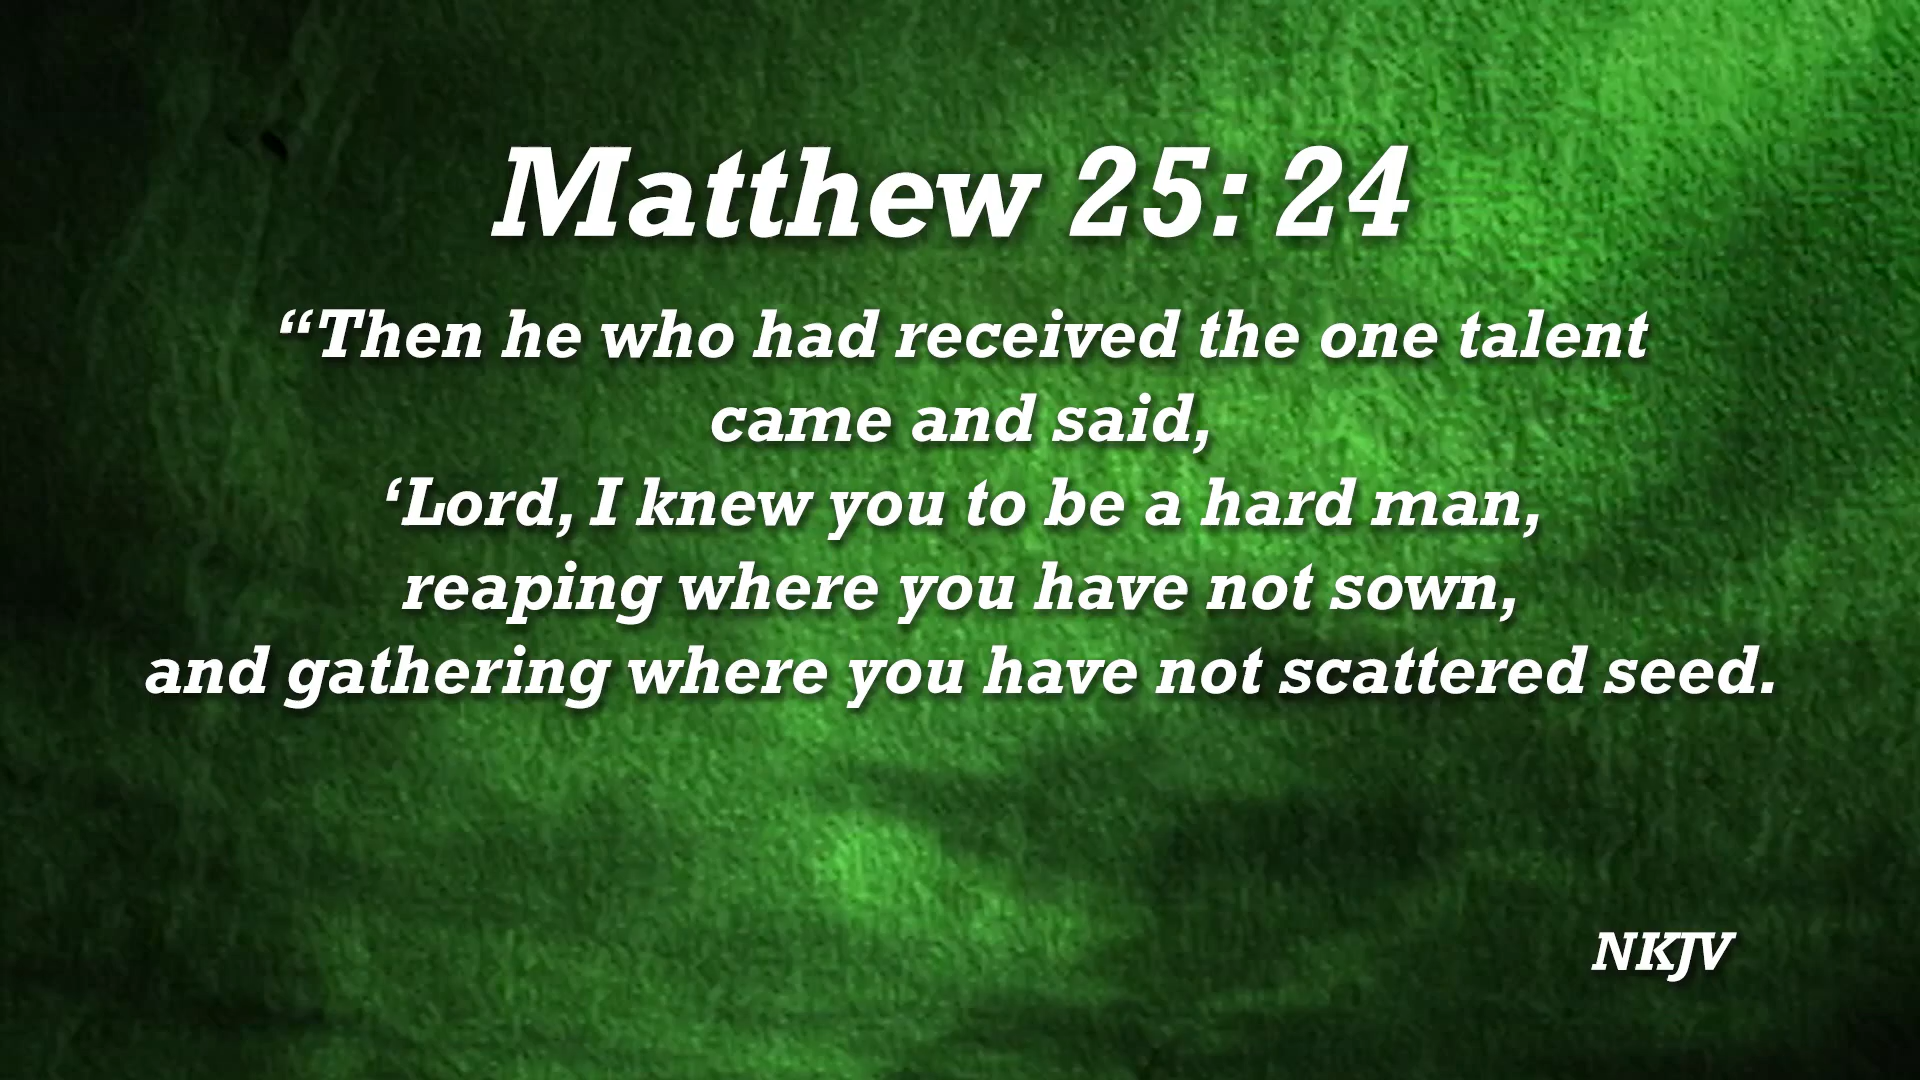 Matthew 25: 24
“Then he who had received the one talent
came and said,
‘Lord, I knew you to be a hard man,
reaping where you have not sown,
and gathering where you have not scattered seed.
NKJV